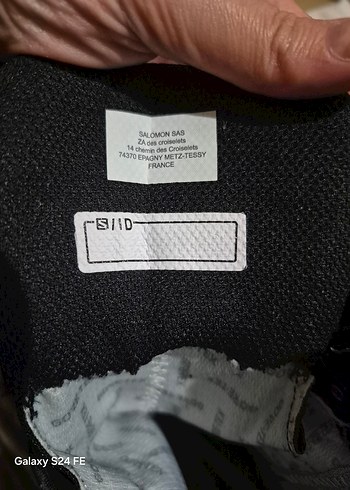 SALOMON SAS
ZA des croiselets
14 chemin des Croiselets
74370 EPAGNY METZ-TESSY
FRANCE
S/ID
Galaxy S24 FE